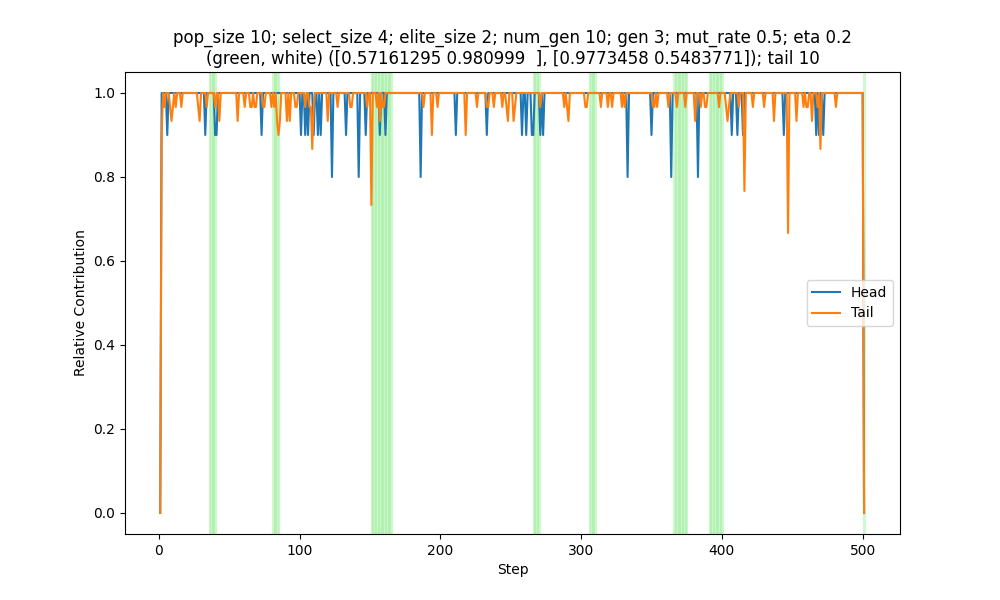 pop_size 10; select_size 4; elite_size 2; num_gen 10; gen 3; mut_rate 0.5; eta 0.2
(green, white) ([0.57161295 0.980999  ], [0.9773458 0.5483771]); tail 10
1.0
0.8
0.6
0.4
0.2
0.0
Relative Contribution
Head
Tail
0
100
200
300
400
500
Step